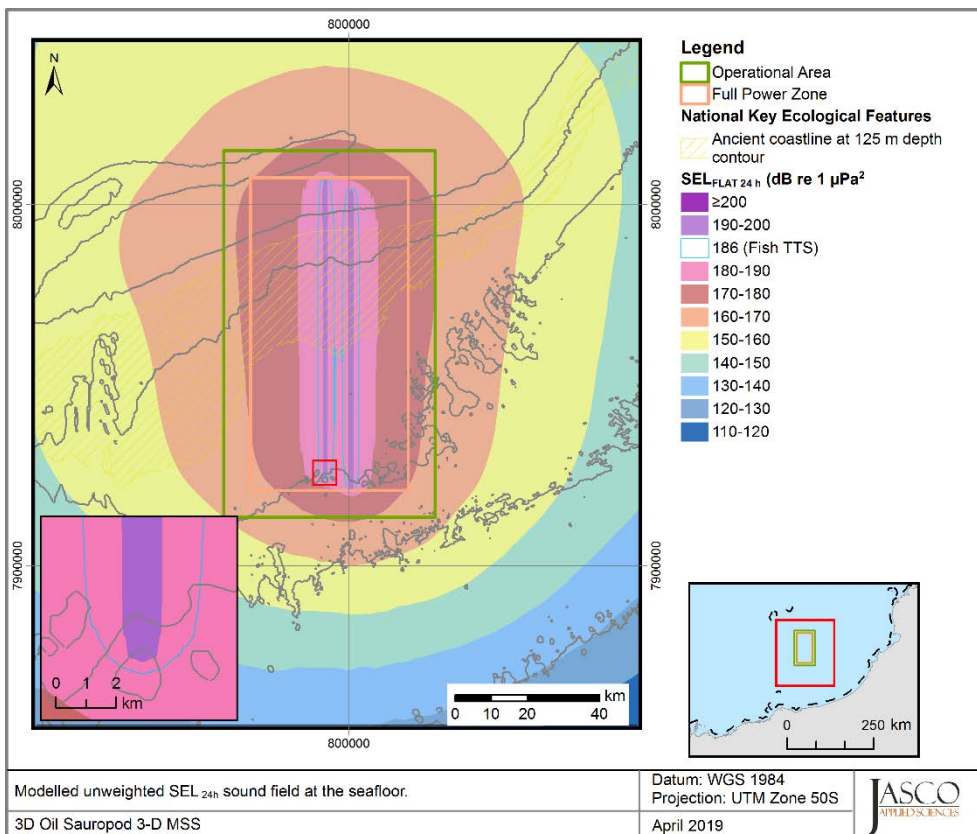 800000
N
8000000
8000000
7900000
7900000
0 1 2
km
km
0 10 20 40
800000
Legend
Operational Area
Full Power Zone
National Key Ecological Features
Ancient coastline at 125 m depth
contour
SEL FLAT 24 h (dB re 1 µPa²
≥200
190-200
186 (Fish TTS)
180-190
170-180
160-170
150-160
140-150
130-140
120-130
110-120
0 250 km
Modelled unweighted SEL 24h sound field at the seafloor.
3D Oil Sauropod 3-D MSS
Datum: WGS 1984
Projection: UTM Zone 50S
April 2019
JASCO
APPLIED SCIENCES